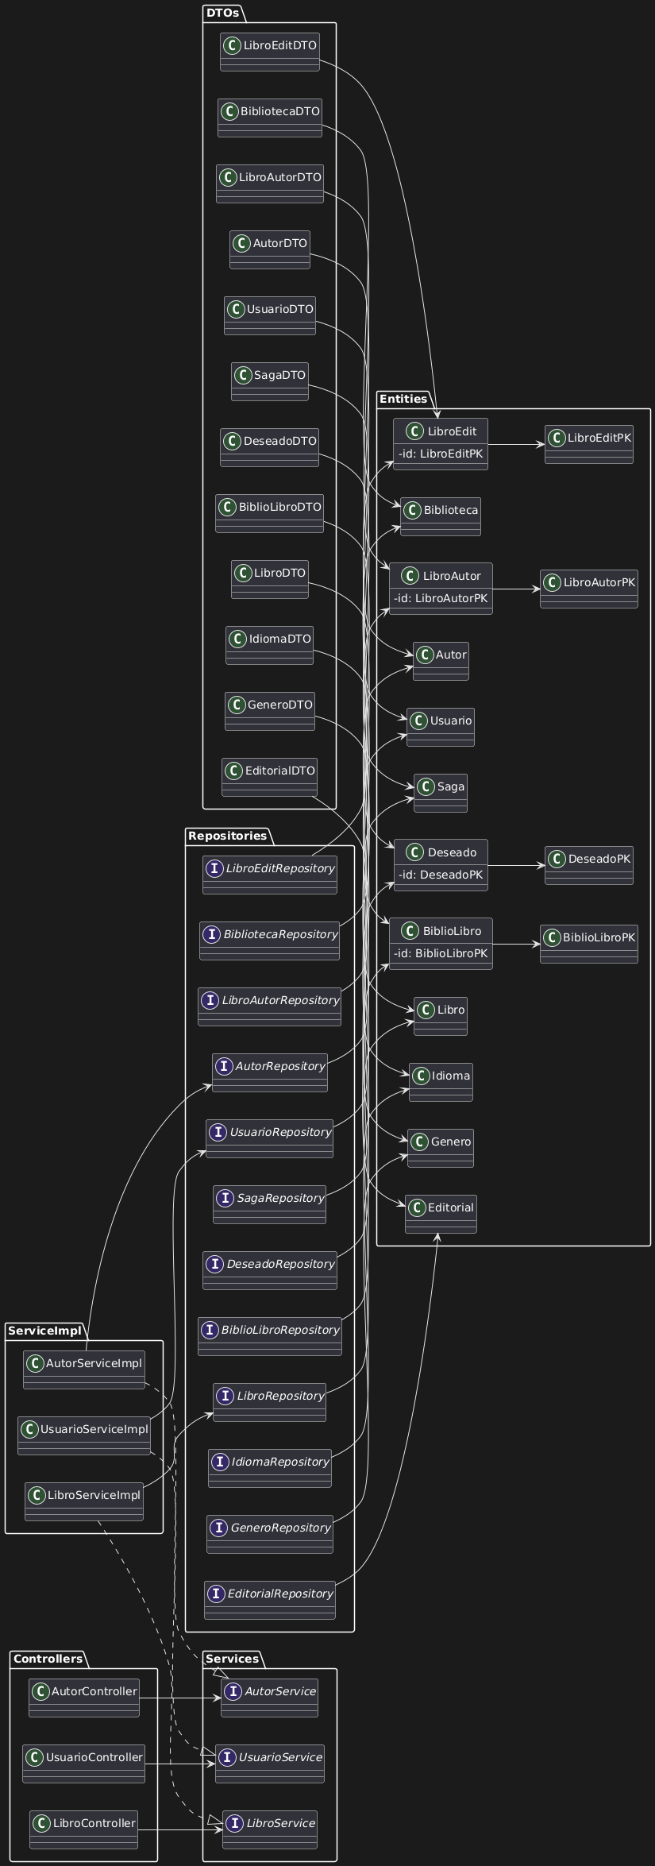 DTOs
C LibroEditDTO
C BibliotecaDTO
C LibroAutorDTO
C AutorDTO
C UsuarioDTO
C SagaDTO
C DeseadoDTO
C BiblioLibroDTO
C LibroDTO
C IdiomaDTO
C GeneroDTO
C EditorialDTO
Entities
C LibroEdit
-id: LibroEditPK
C LibroEditPK
C Biblioteca
C LibroAutor
-id: LibroAutorPK
C LibroAutorPK
C Autor
C Usuario
C Saga
C Deseado
-id: DeseadoPK
C DeseadoPK
C BiblioLibro
-id: BiblioLibroPK
C BiblioLibroPK
C Libro
C Idioma
C Genero
C Editorial
Repositories
I LibroEditRepository
I BibliotecaRepository
I LibroAutorRepository
I AutorRepository
I UsuarioRepository
I SagaRepository
I DeseadoRepository
I BiblioLibroRepository
I LibroRepository
I IdiomaRepository
I GeneroRepository
I EditorialRepository
ServiceImpl
C AutorServiceImpl
C UsuarioServiceImpl
C LibroServiceImpl
Controllers
C AutorController
C UsuarioController
C LibroController
Services
I AutorService
I UsuarioService
I LibroService